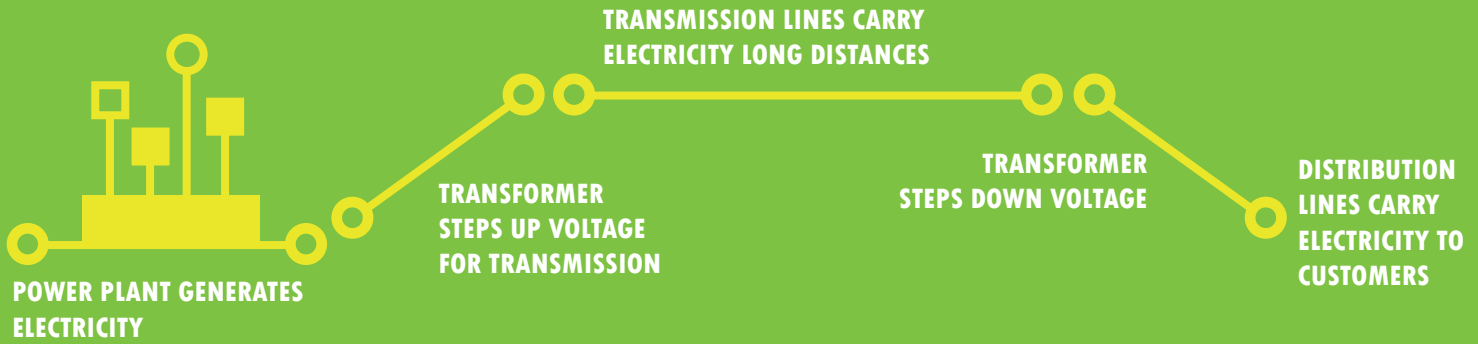 POWER PLANT GENERATES
ELECTRICITY
TRANSFORMER
STEPS UP VOLTAGE
FOR TRANSMISSION
TRANSMISSION LINES CARRY
ELECTRICITY LONG DISTANCES
TRANSFORMER
STEPS DOWN VOLTAGE
DISTRIBUTION
LINES CARRY
ELECTRICITY TO
CUSTOMERS